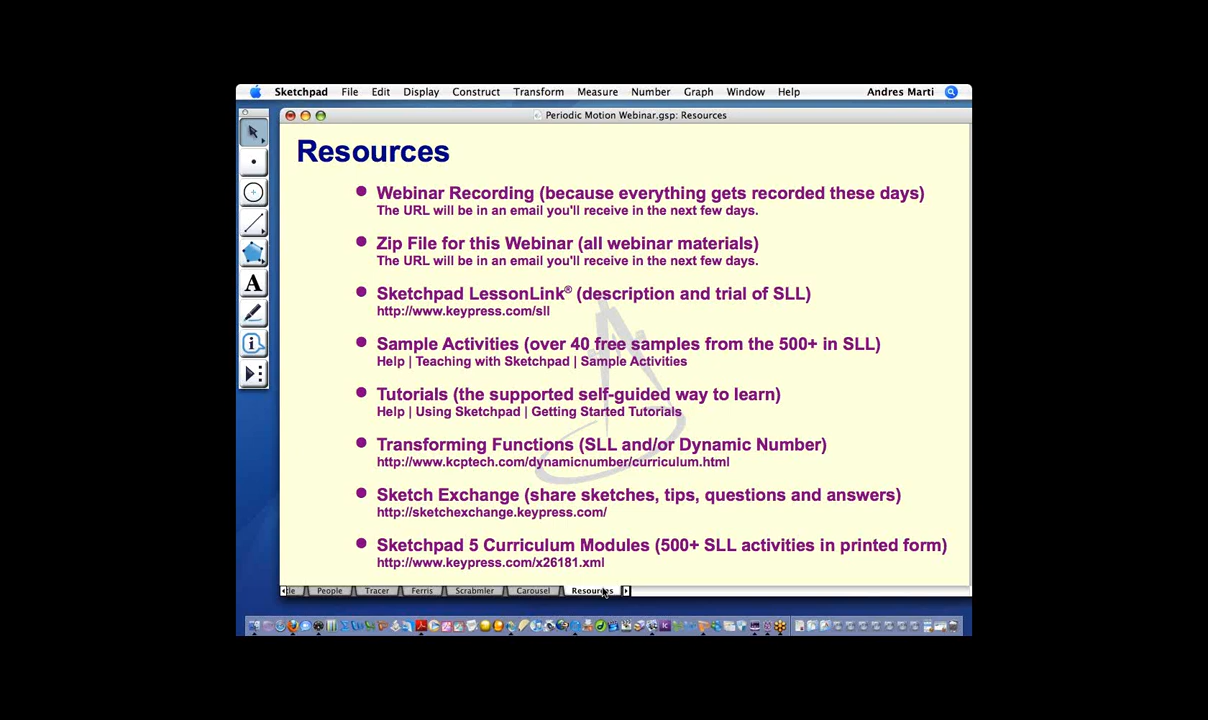 Sketchpad File Edit Display Construct Transform Measure Number Graph Window Help Andres Marti
Periodic Motion Webinar.gsp: Resources
Resources
Webinar Recording (because everything gets recorded these days)
The URL will be in an email you'll receive in the next few days.
Zip File for this Webinar (all webinar materials)
The URL will be in an email you'll receive in the next few days.
Sketchpad LessonLink® (description and trial of SLL)
http://www.keypress.com/sll
Sample Activities (over 40 free samples from the 500+ in SLL)
Help | Teaching with Sketchpad | Sample Activities
Tutorials (the supported self-guided way to learn)
Help | Using Sketchpad | Getting Started Tutorials
Transforming Functions (SLL and/or Dynamic Number)
http://www.kcptech.com/dynamicnumber/curriculum.html
Sketch Exchange (share sketches, tips, questions and answers)
http://sketchexchange.keypress.com/
Sketchpad 5 Curriculum Modules (500+ SLL activities in printed form)
http://www.keypress.com/x26181.xml
A
tle People Tracer Ferris Scrabmler Carousel Resources